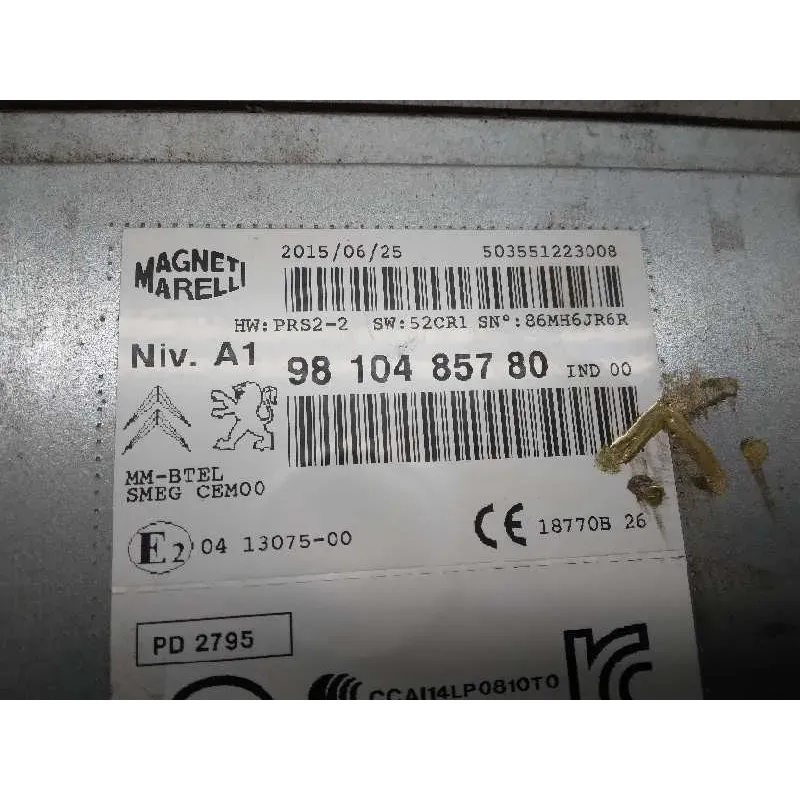 MAGNETI
MARELLI
2015/06/25 503551223008
HW:PRS2-2 SW:52CR1 SN°:86MH6JR6R
Niv. A1 98 104 857 80 IND 00
MM-BTEL
SMEG CEM00
E2 04 13075-00 CE 18770B 26
PD 2795
CCAI14LP0810T0